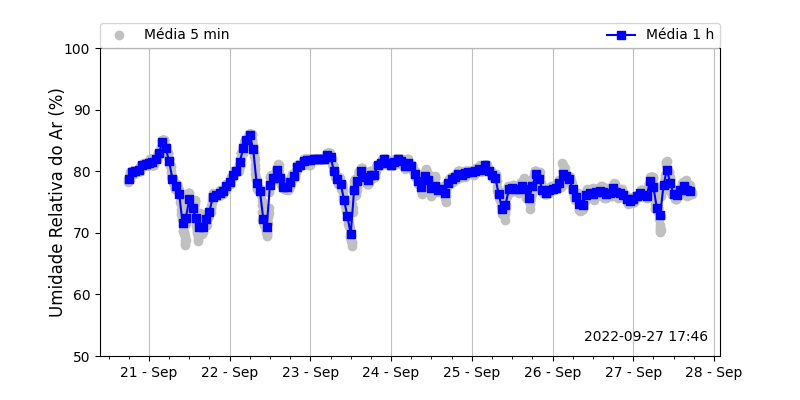 Média 5 min
Média 1 h
Umidade Relativa do Ar (%)
100
90
80
70
60
50
2022-09-27 17:46
21 - Sep
22 - Sep
23 - Sep
24 - Sep
25 - Sep
26 - Sep
27 - Sep
28 - Sep